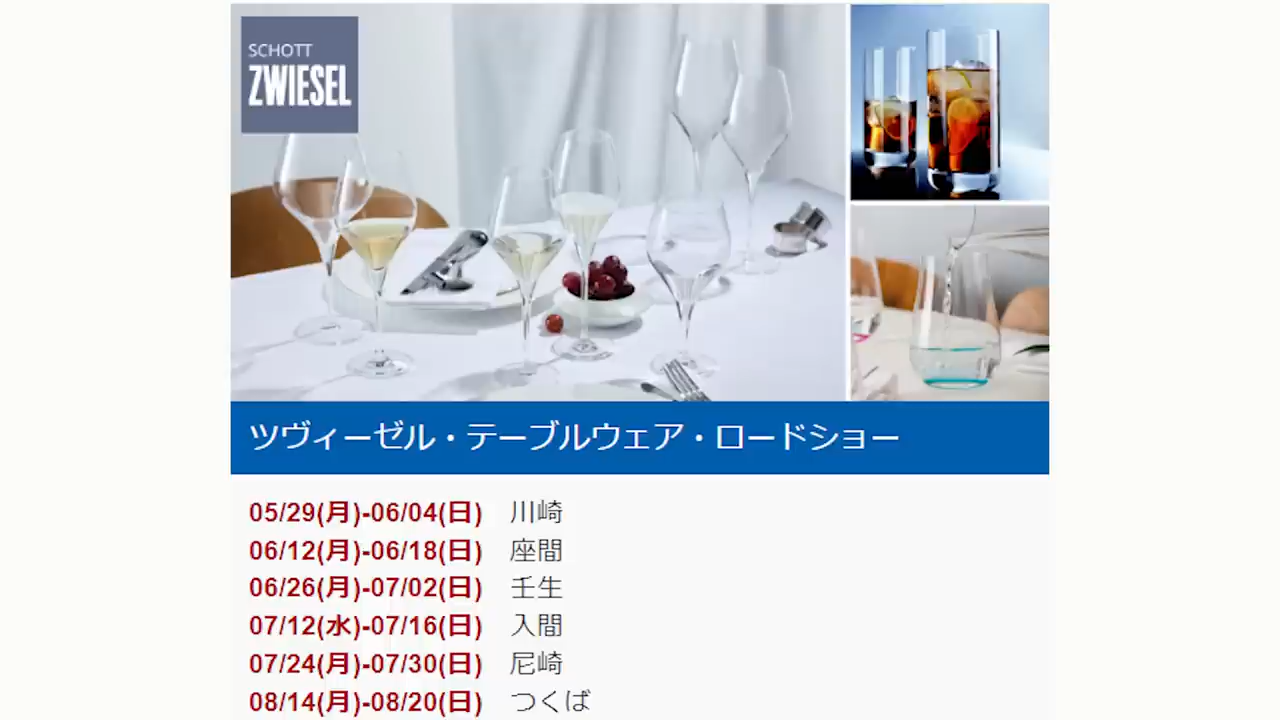 SCHOTT
ZWIESEL
ツヴィーゼル・テーブルウェア・ロードショー
05/29(月)-06/04(日) 川崎
06/12(月)-06/18(日) 座間
06/26(月)-07/02(日) 壬生
07/12(水)-07/16(日) 入間
07/24(月)-07/30(日) 尼崎
08/14(月)-08/20(日) つくば